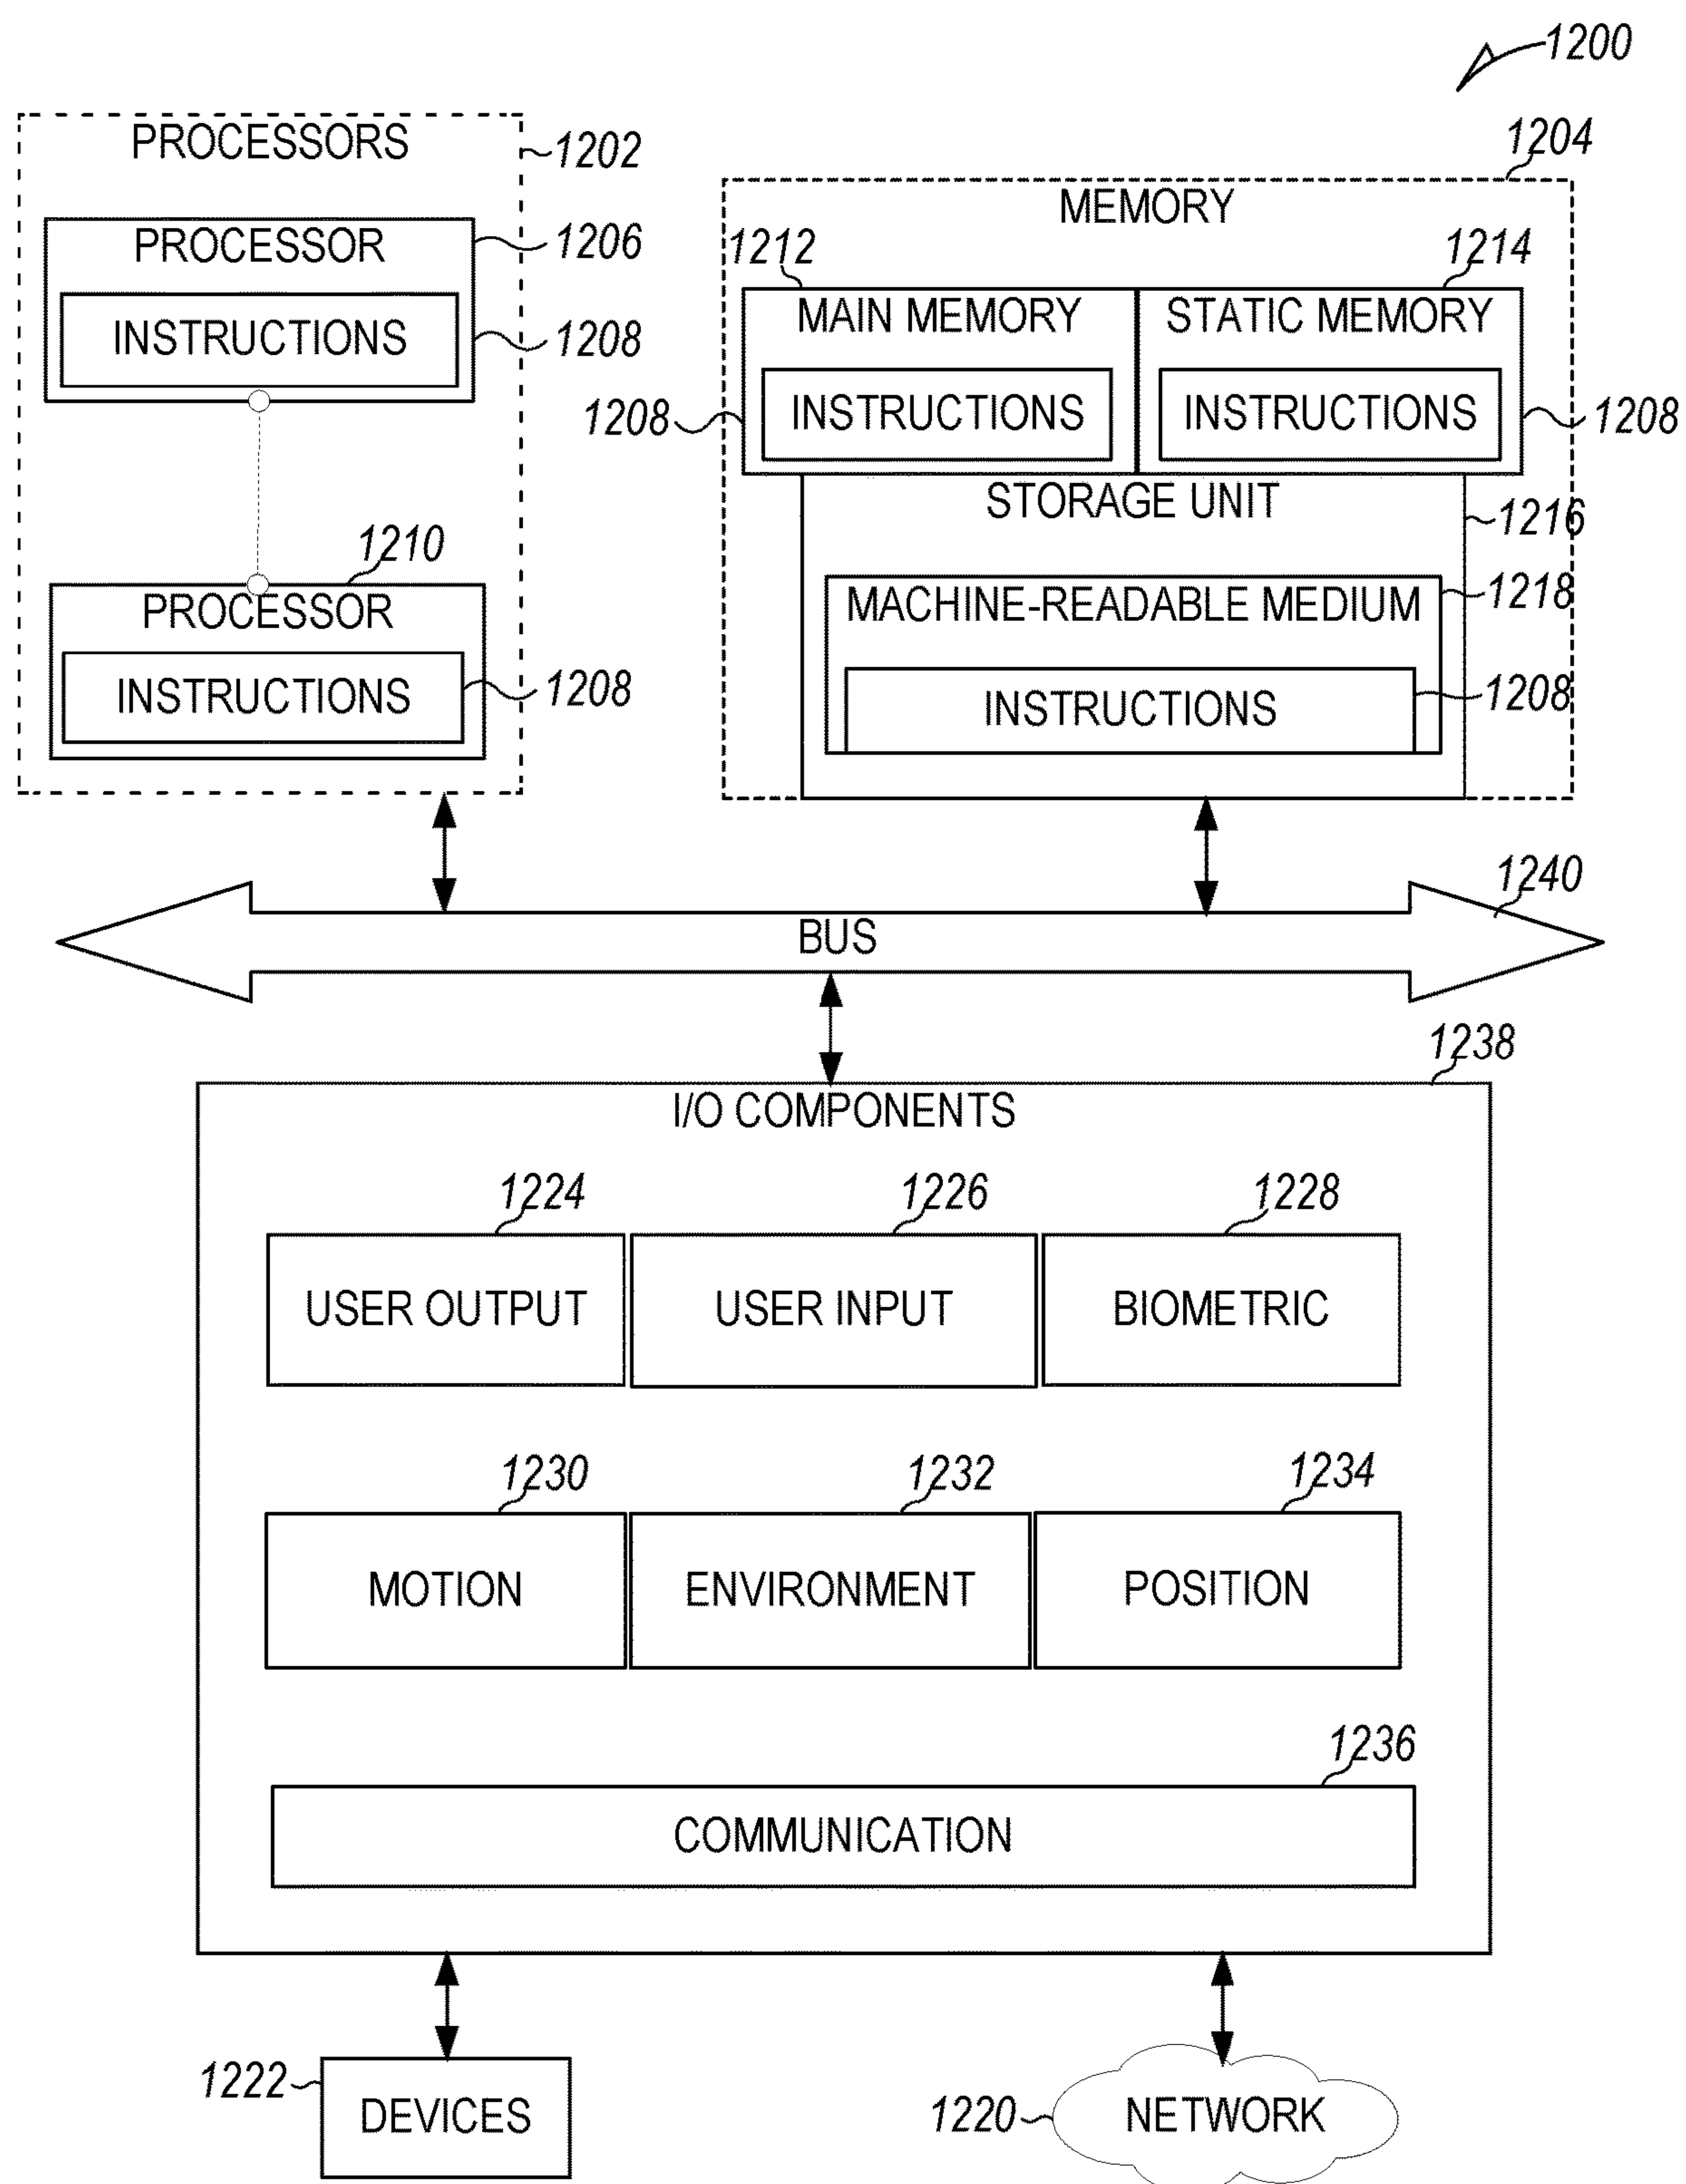 1200
PROCESSORS
1202
PROCESSOR
1206
INSTRUCTIONS
1208
1210
PROCESSOR
INSTRUCTIONS
1208
1204
MEMORY
1212
1214
MAIN MEMORY
STATIC MEMORY
1208
INSTRUCTIONS
INSTRUCTIONS
1208
STORAGE UNIT
1216
MACHINE-READABLE MEDIUM
1218
INSTRUCTIONS
1208
1240
BUS
1238
I/O COMPONENTS
1224
1226
1228
USER OUTPUT
USER INPUT
BIOMETRIC
1230
1232
1234
MOTION
ENVIRONMENT
POSITION
1236
COMMUNICATION
1222
DEVICES
1220
NETWORK